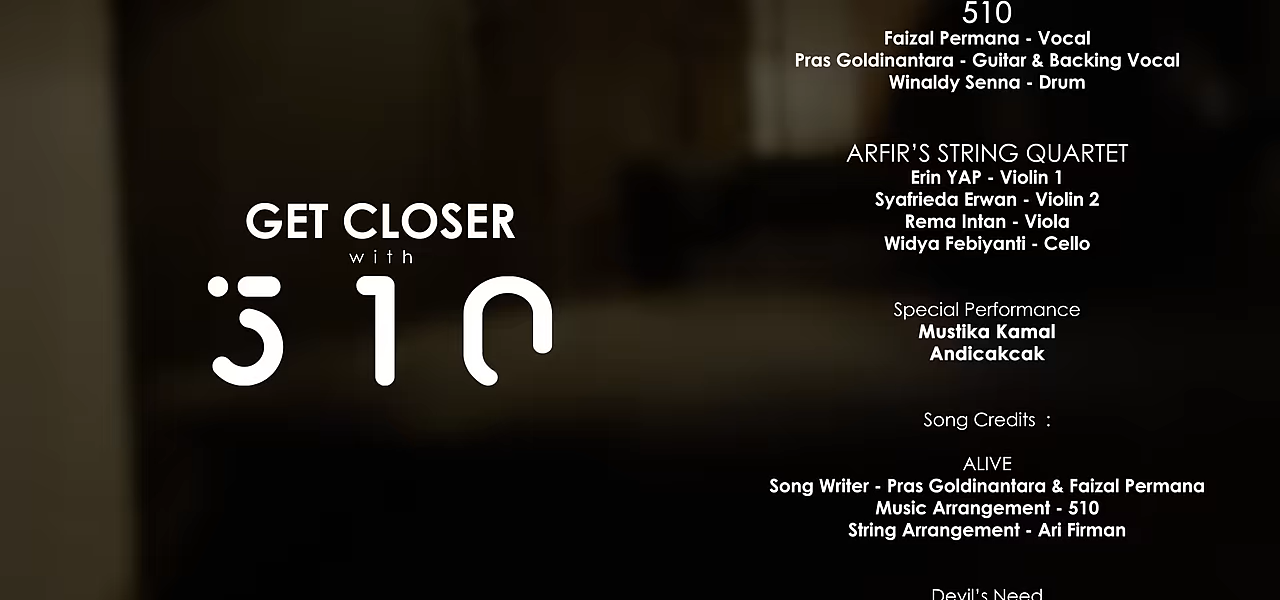 GET CLOSER
with
510
510
Faizal Permana - Vocal
Pras Goldinantara - Guitar & Backing Vocal
Winaldy Senna - Drum
ARFIR'S STRING QUARTET
Erin YAP - Violin 1
Syafrieda Erwan - Violin 2
Rema Intan - Viola
Widya Febiyanti - Cello
Special Performance
Mustika Kamal
Andicakcak
Song Credits :
ALIVE
Song Writer - Pras Goldinantara & Faizal Permana
Music Arrangement - 510
String Arrangement - Ari Firman
Devil's Need